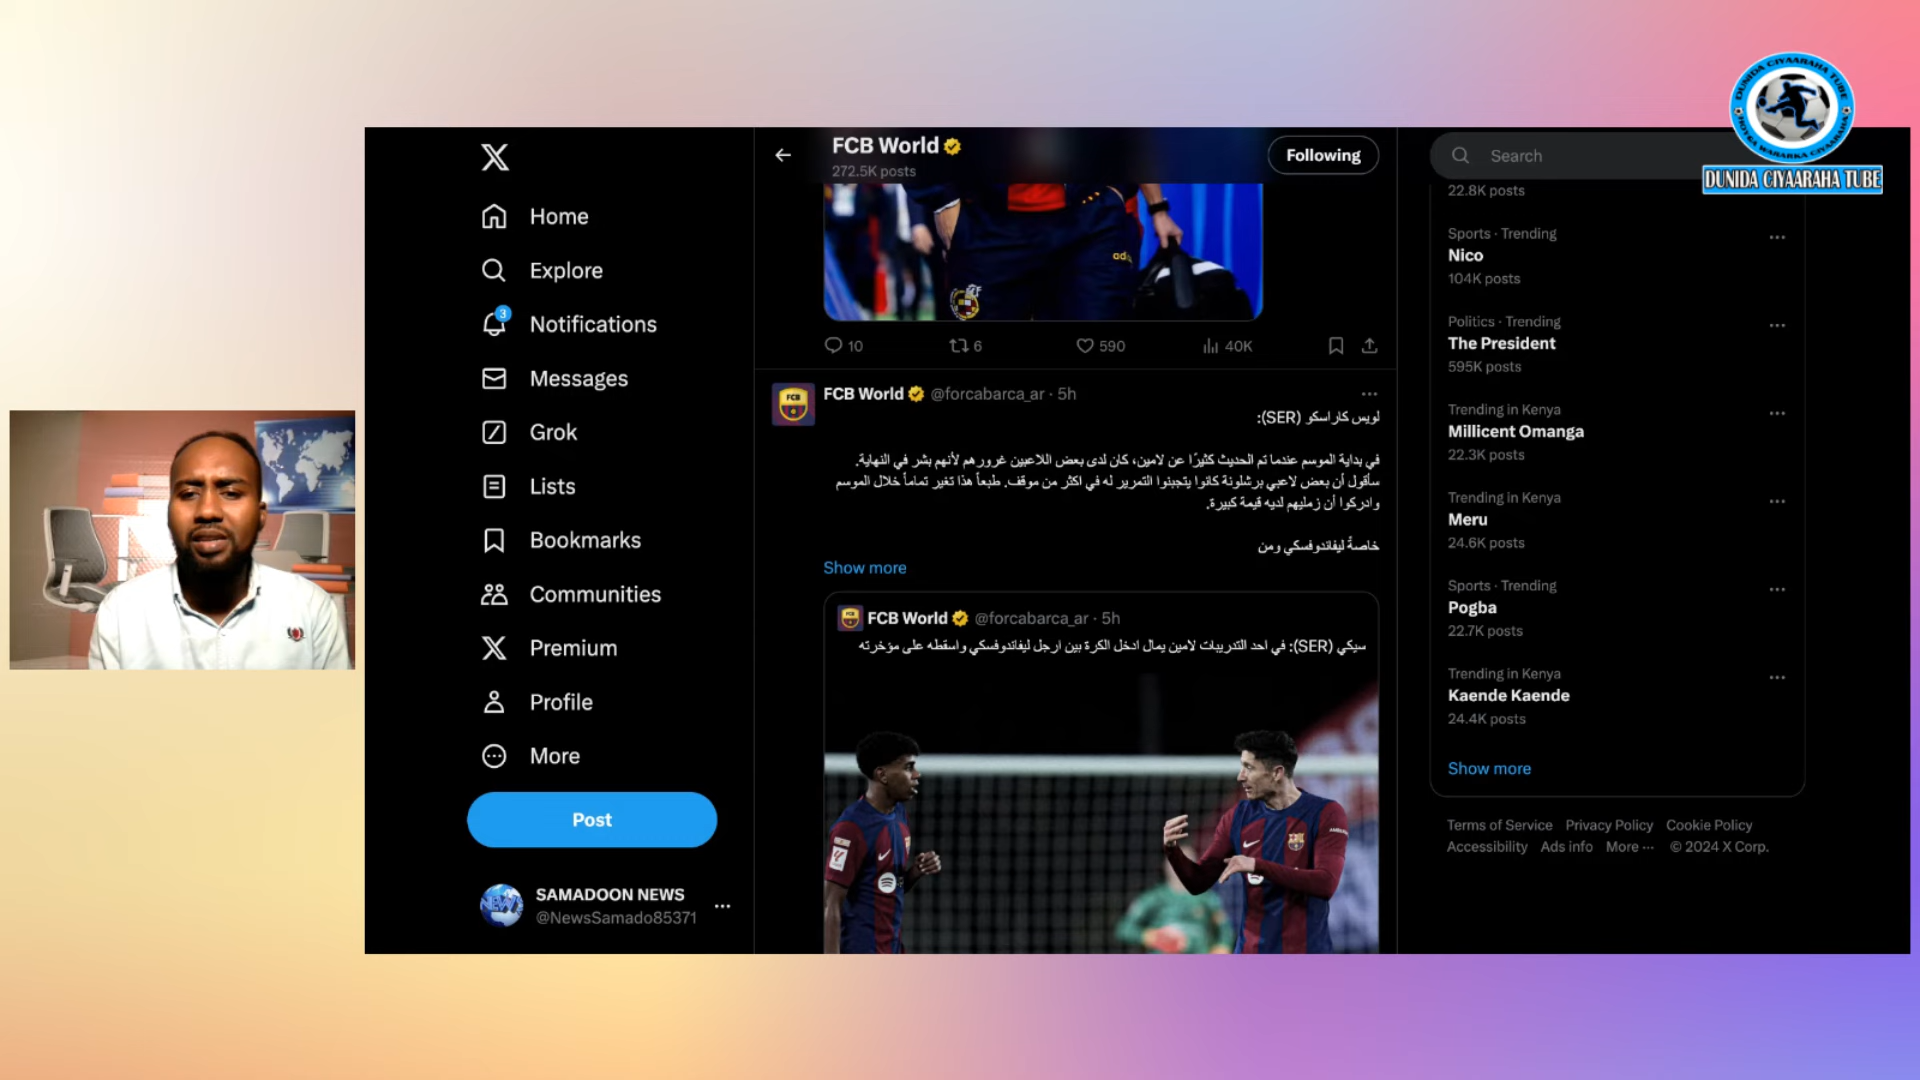 DUNIDA CIYAARAHA TUBE
DUNIDA CIYAARAHA TUBE
Home
Explore
3
Notifications
Messages
Grok
Lists
Bookmarks
Communities
Premium
Profile
More
Post
SAMADOON NEWS
@NewsSamado85371
FCB World
272.5K posts
Following
10
6
590
40K
FCB World @forcabarca_ar · 5h
لويس كاراسكو (SER):
في بداية الموسم عندما تم الحديث كثيرًا عن لامين، كان لدى بعض اللاعبين غرورهم لأنهم بشر في النهاية.
سأقول أن بعض لاعبي برشلونة كانوا يتجبنوا التمرير له في اكثر من موقف. طبعاً هذا تغير تماماً خلال الموسم
وادركوا أن زمليهم لديه قيمة كبيرة.
خاصةً ليفاندوفسكي ومن
Show more
FCB World @forcabarca_ar · 5h
سيكي (SER): في احد التدريبات لامين يمال ادخل الكرة بين ارجل ليفاندوفسكي واسقطه على مؤخرته
Search
22.8K posts
Sports · Trending
Nico
104K posts
Politics · Trending
The President
595K posts
Trending in Kenya
Millicent Omanga
22.3K posts
Trending in Kenya
Meru
24.6K posts
Sports · Trending
Pogba
22.7K posts
Trending in Kenya
Kaende Kaende
24.4K posts
Show more
Terms of Service Privacy Policy Cookie Policy
Accessibility Ads info More ··· © 2024 X Corp.